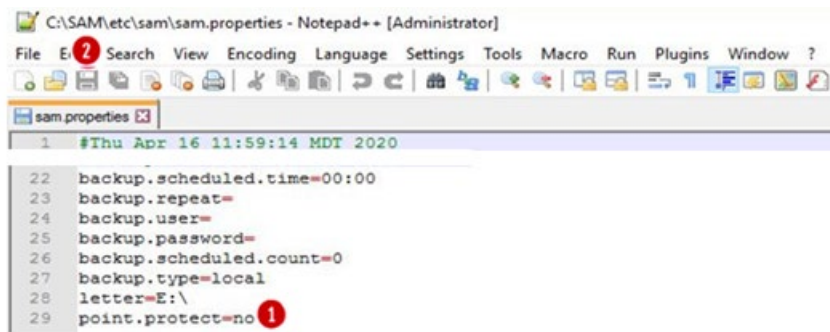 C:\SAM\etc\sam\sam.properties - Notepad++ [Administrator]
File E 2 Search View Encoding Language Settings Tools Macro Run Plugins Window ?
sam.properties
1 #Thu Apr 16 11:59:14 MDT 2020
22 backup.scheduled.time=00:00
23 backup.repeat=
24 backup.user=
25 backup.password=
26 backup.scheduled.count=0
27 backup.type=local
28 letter=E:\
29 point.protect=no 1